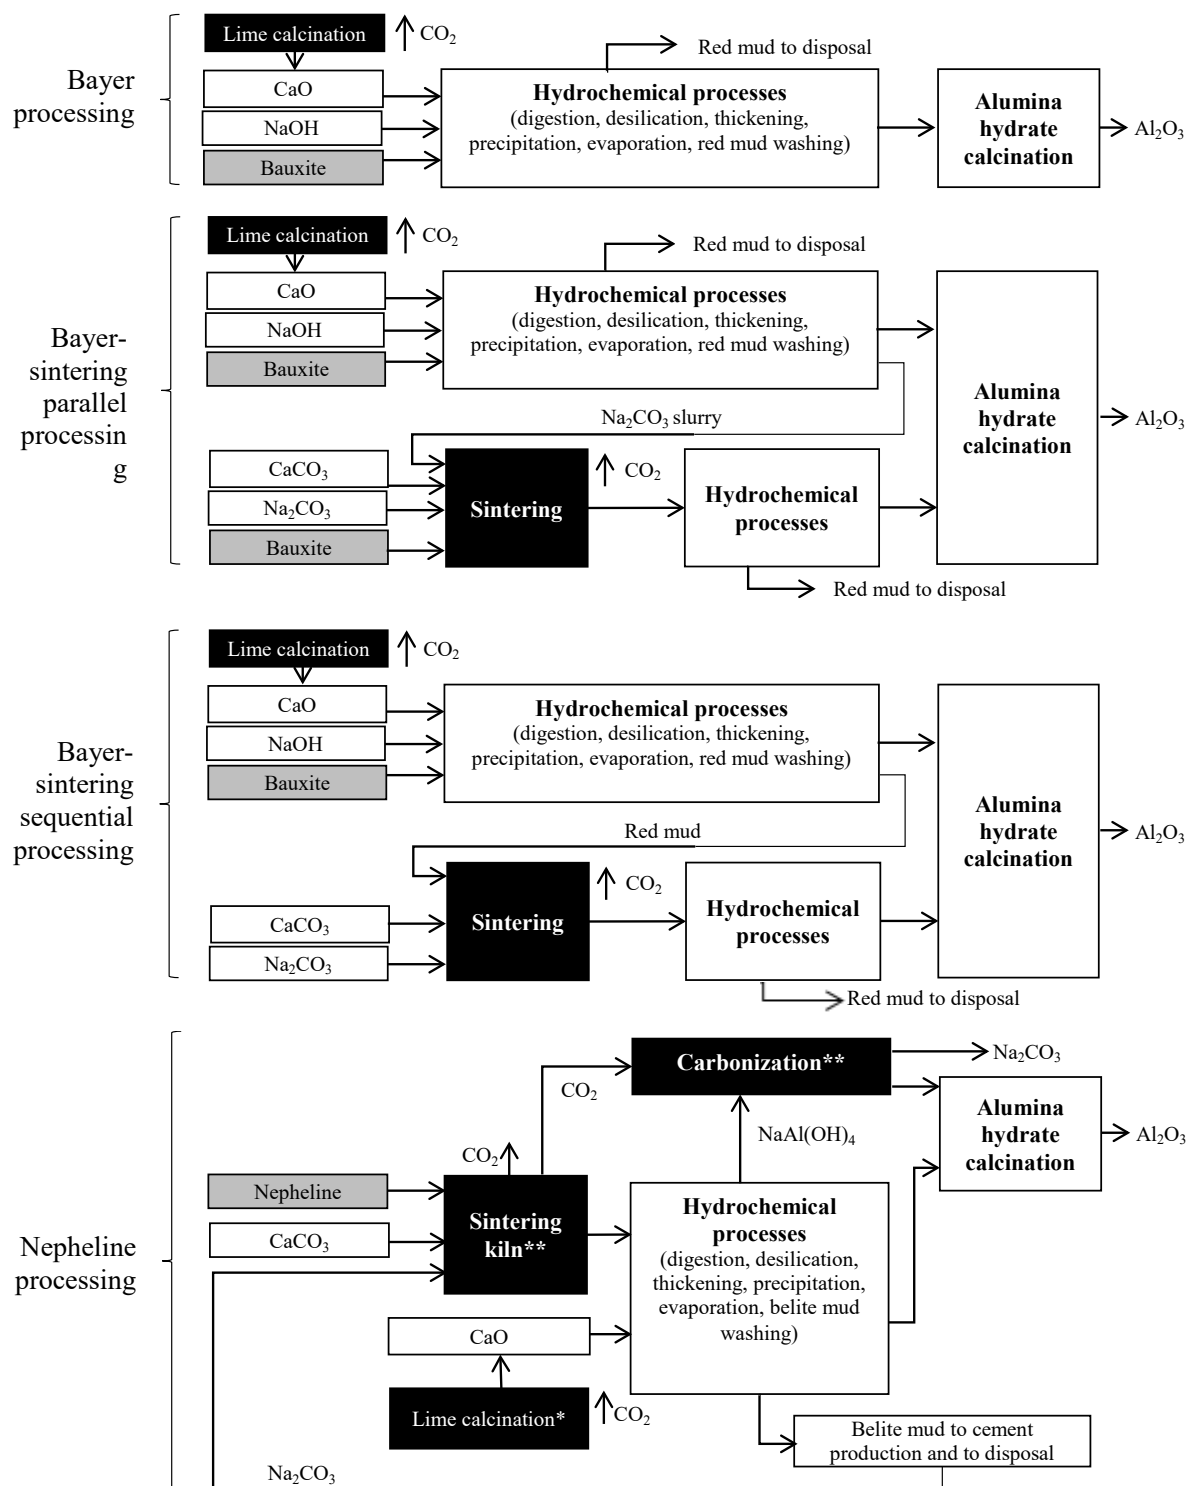 Bayer
processing
Lime calcination
CO2
CaO
NaOH
Bauxite
Red mud to disposal
Hydrochemical processes
(digestion, desilication, thickening,
precipitation, evaporation, red mud washing)
Alumina
hydrate
calcination
Al2O3
Bayer-
sintering
parallel
processin
g
Lime calcination
CO2
CaO
NaOH
Bauxite
Red mud to disposal
Hydrochemical processes
(digestion, desilication, thickening,
precipitation, evaporation, red mud washing)
Na2CO3 slurry
CaCO3
Na2CO3
Bauxite
Sintering
CO2
Hydrochemical
processes
Red mud to disposal
Alumina
hydrate
calcination
Al2O3
Bayer-
sintering
sequential
processing
Lime calcination
CO2
CaO
NaOH
Bauxite
Hydrochemical processes
(digestion, desilication, thickening,
precipitation, evaporation, red mud washing)
Red mud
CaCO3
Na2CO3
Sintering
CO2
Hydrochemical
processes
Red mud to disposal
Alumina
hydrate
calcination
Al2O3
Nepheline
processing
Carbonization**
Na2CO3
CO2
NaAl(OH)4
CO2
Nepheline
CaCO3
Sintering
kiln**
Hydrochemical
processes
(digestion, desilication,
thickening, precipitation,
evaporation, belite mud
washing)
Alumina
hydrate
calcination
Al2O3
CaO
Lime calcination*
CO2
Belite mud to cement
production and to disposal
Na2CO3